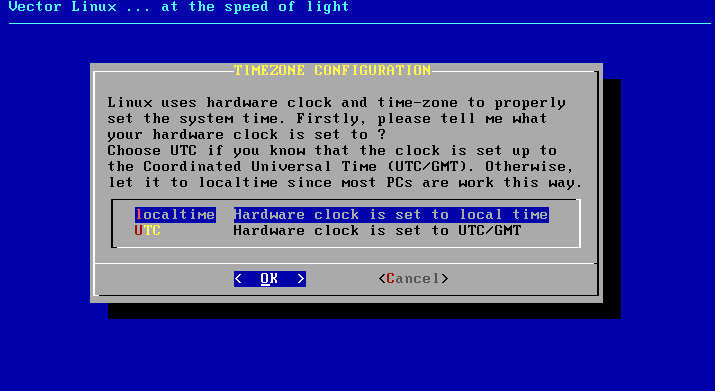 Vector Linux ... at the speed of light
TIMEZONE CONFIGURATION
Linux uses hardware clock and time-zone to properly
set the system time. Firstly, please tell me what
your hardware clock is set to ?
Choose UTC if you know that the clock is set up to
the Coordinated Universal Time (UTC/GMT). Otherwise,
let it to localtime since most PCs are work this way.
localtime  Hardware clock is set to local time
UTC  Hardware clock is set to UTC/GMT
<  OK  >  <Cancel>